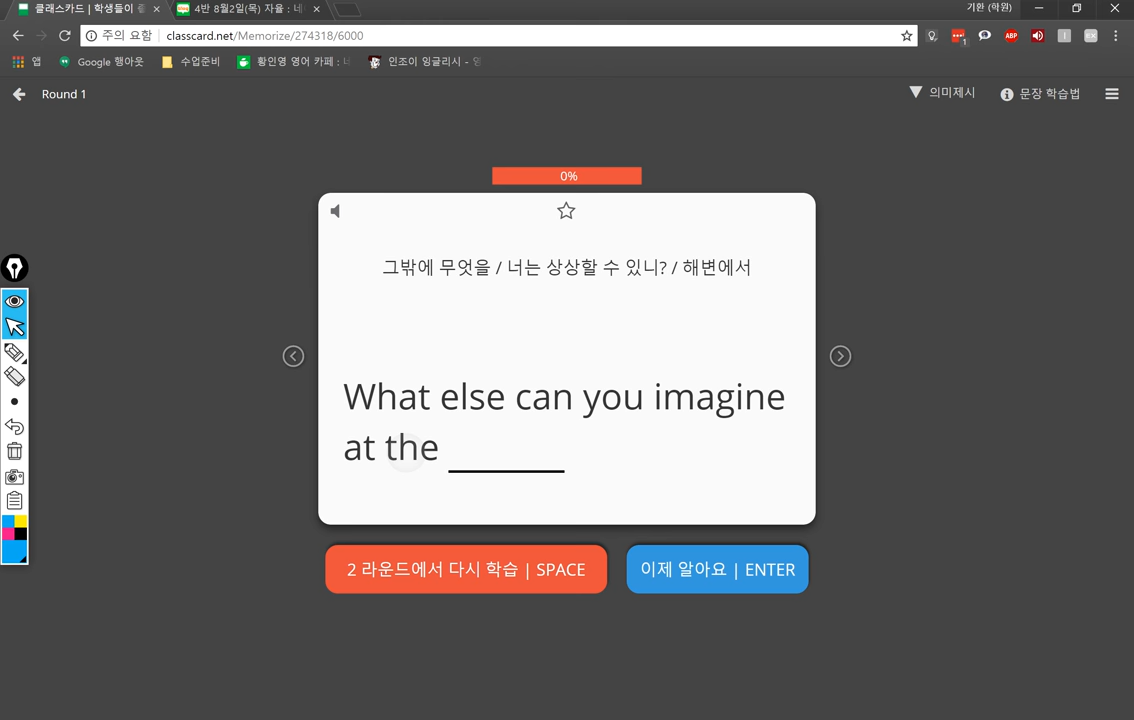 클래스카드 | 학생들이
4반 8월2일(목) 자율 : 네
기환 (학원)
주의 요함
classcard.net/Memorize/274318/6000
1
ABP
앱
Google 행아웃
수업준비
황인영 영어 카페 : 네
인조이 잉글리시 -
Round 1
의미제시
문장 학습법
0%
그밖에 무엇을 / 너는 상상할 수 있니? / 해변에서
What else can you imagine
at the
2 라운드에서 다시 학습 | SPACE
이제 알아요 | ENTER